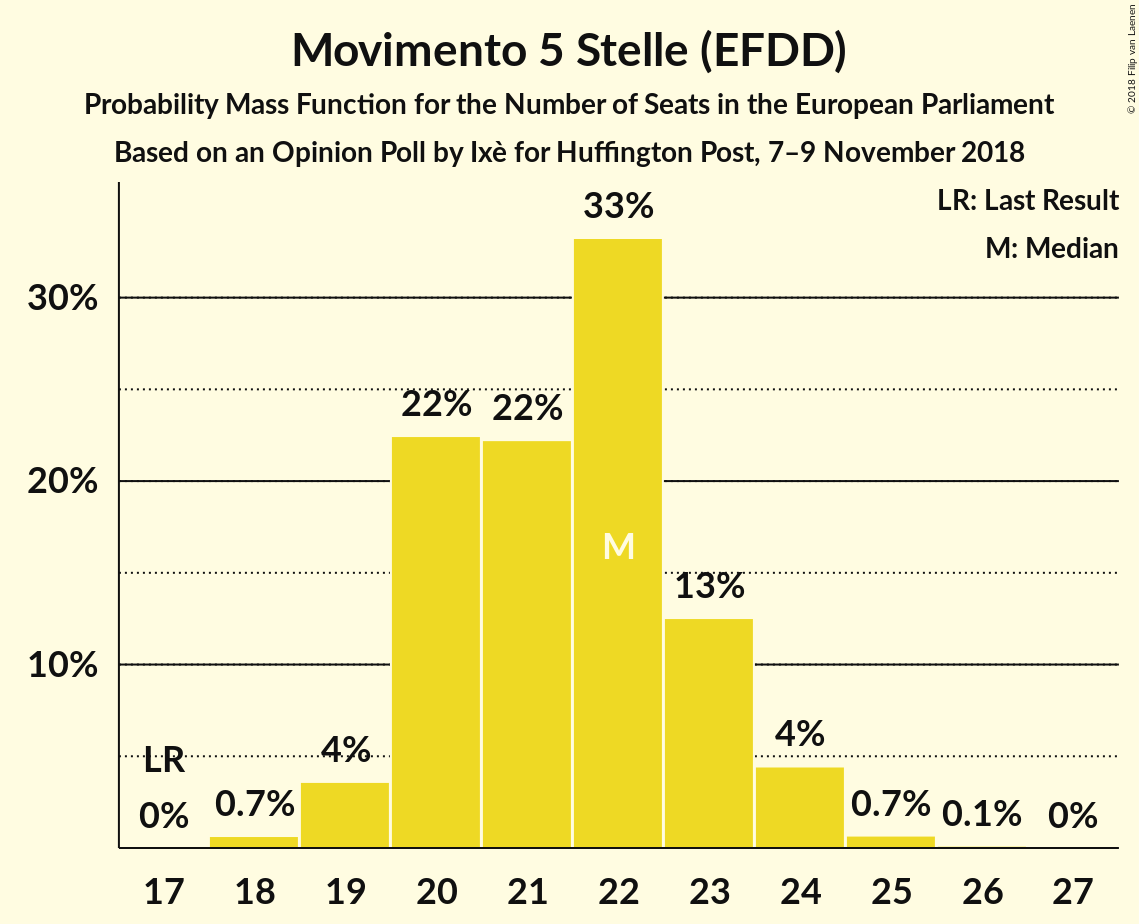 Movimento 5 Stelle (EFDD)
Probability Mass Function for the Number of Seats in the European Parliament
Based on an Opinion Poll by Ixè for Huffington Post, 7–9 November 2018
© 2018 Filip van Laenen
LR: Last Result
M: Median
30%
20%
10%
LR
0%
0.7%
4%
22%
22%
33%
M
13%
4%
0.7%
0.1%
0%
17 18 19 20 21 22 23 24 25 26 27